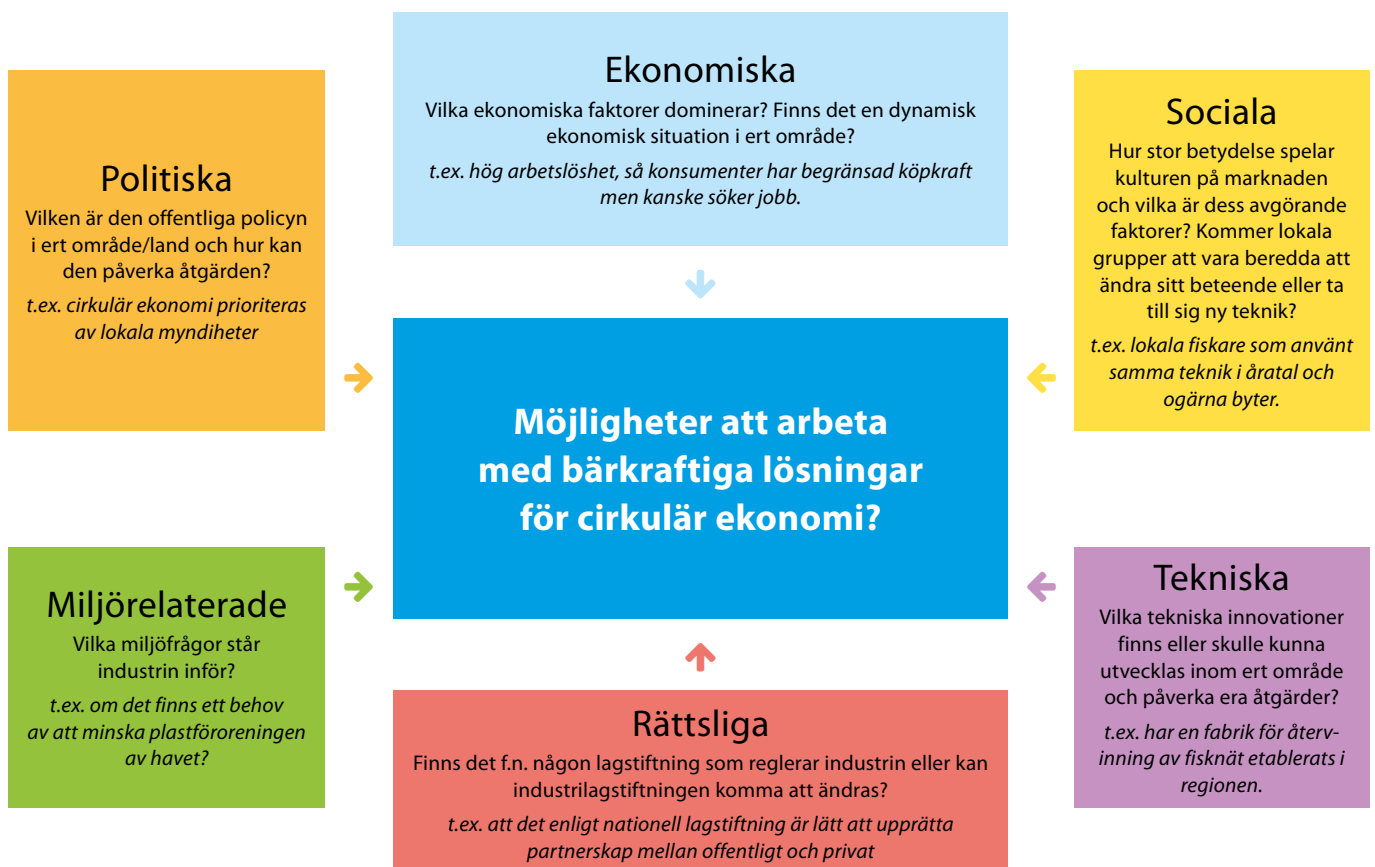 Ekonomiska
Vilka ekonomiska faktorer dominerar? Finns det en dynamisk
ekonomisk situation i ert område?
t.ex. hög arbetslöshet, så konsumenter har begränsad köpkraft
men kanske söker jobb.
Politiska
Vilken är den offentliga policyn
i ert område/land och hur kan
den påverka åtgärden?
t.ex. cirkulär ekonomi prioriteras
av lokala myndiheter
Sociala
Hur stor betydelse spelar
kulturen på marknaden
och vilka är dess avgörande
faktorer? Kommer lokala
grupper att vara beredda att
ändra sitt beteende eller ta
till sig ny teknik?
t.ex. lokala fiskare som använt
samma teknik i åratal och
ogärna byter.
Möjligheter att arbeta
med bärkraftiga lösningar
för cirkulär ekonomi?
Miljörelaterade
Vilka miljöfrågor står
industrin inför?
t.ex. om det finns ett behov
av att minska plastföroreningen
av havet?
Tekniska
Vilka tekniska innovationer
finns eller skulle kunna
utvecklas inom ert område
och påverka era åtgärder?
t.ex. har en fabrik för återv-
inning av fisknät etablerats i
regionen.
Rättsliga
Finns det f.n. någon lagstiftning som reglerar industrin eller kan
industrilagstiftningen komma att ändras?
t.ex. att det enligt nationell lagstiftning är lätt att upprätta
partnerskap mellan offentligt och privat